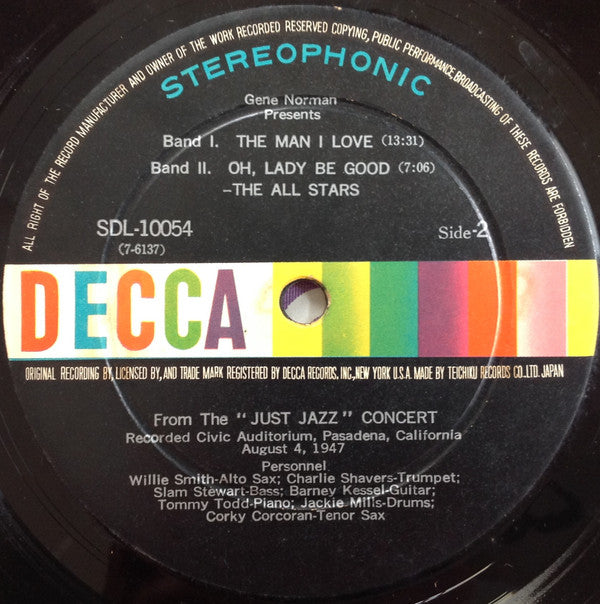 ALL RIGHT OF THE RECORD MANUFACTURER AND OWNER OF THE WORK RECORDED RESERVED COPYING, PUBLIC PERFORMANCE, BROADCASTING OF THESE RECORDS ARE FORBIDDEN
STEREOPHONIC
Gene Norman
Presents
Band I. THE MAN I LOVE (13:31)
Band II. OH, LADY BE GOOD (7:06)
-THE ALL STARS
SDL-10054
(7-6137)
Side-2
DECCA
ORIGINAL RECORDING BY, LICENSED BY, AND TRADE MARK REGISTERED BY DECCA RECORDS, INC., NEW YORK U.S.A. MADE BY TEICHIKU RECORDS CO., LTD. JAPAN
From The "JUST JAZZ" CONCERT
Recorded Civic Auditorium, Pasadena, California
August 4, 1947
Personnel
Willie Smith-Alto Sax; Charlie Shavers-Trumpet;
Slam Stewart-Bass; Barney Kessel-Guitar;
Tommy Todd-Piano; Jackie Mills-Drums;
Corky Corcoran-Tenor Sax